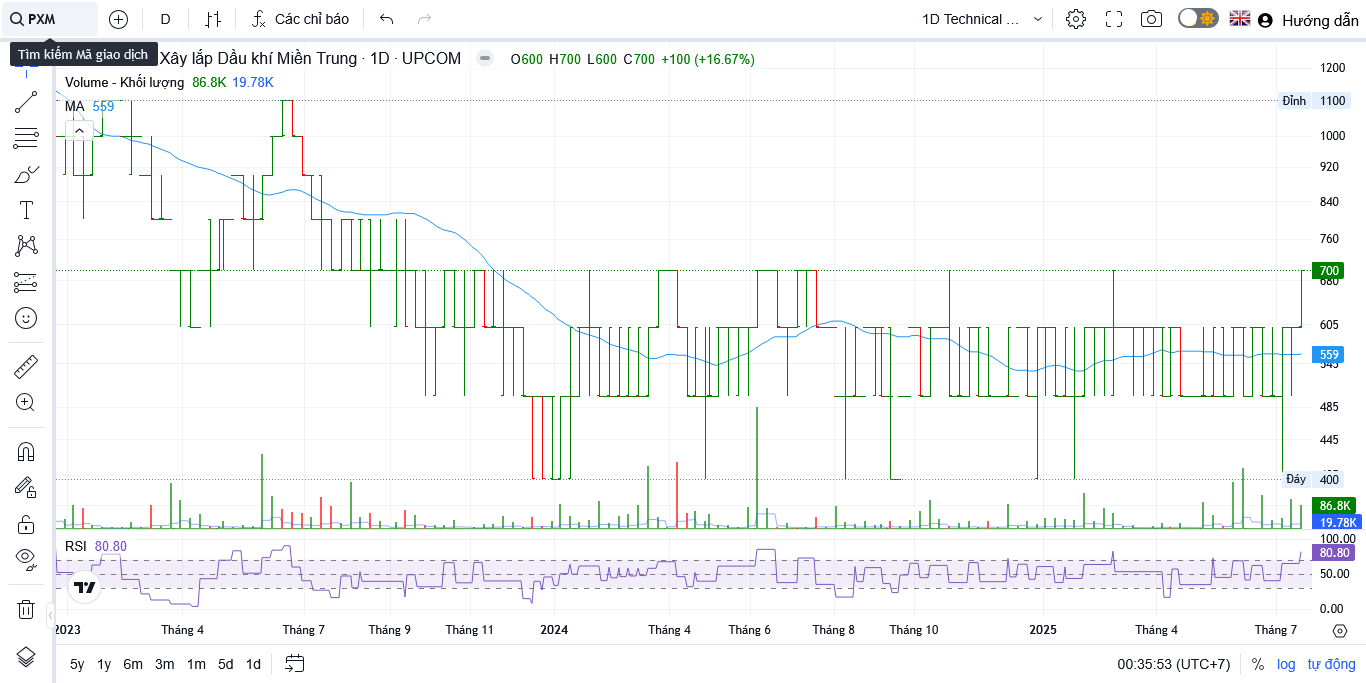 PXM
D
Các chỉ báo
1D Technical ...
Hướng dẫn
Tìm kiếm Mã giao dịch
Xây lắp Dầu khí Miền Trung · 1D · UPCOM
O600 H700 L600 C700 +100 (+16.67%)
Volume - Khối lượng 86.8K 19.78K
MA 559
1200
Đỉnh 1100
1000
920
840
760
700
680
605
559
545
485
445
Đáy 400
86.8K
19.78K
RSI 80.80
100.00
80.80
50.00
0.00
2023 Tháng 4 Tháng 7 Tháng 9 Tháng 11 2024 Tháng 4 Tháng 6 Tháng 8 Tháng 10 2025 Tháng 4 Tháng 7
5y 1y 6m 3m 1m 5d 1d
00:35:53 (UTC+7) % log tự động